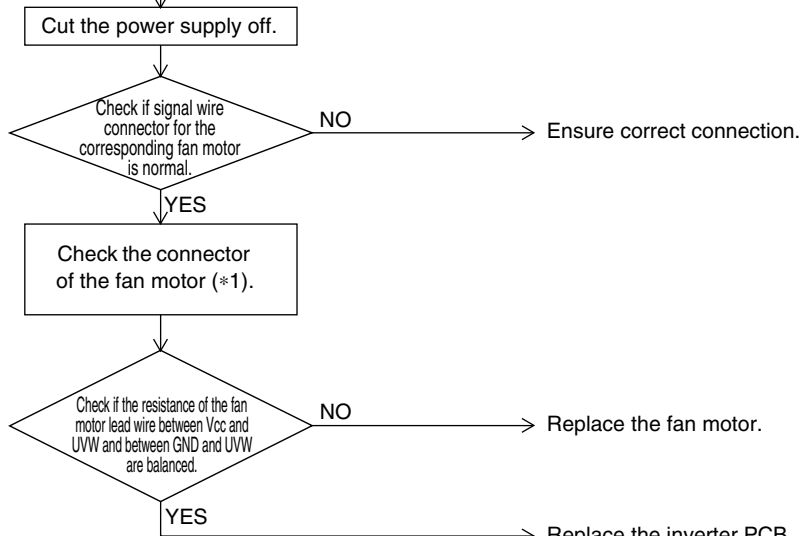 Cut the power supply off.
Check if signal wire
connector for the
corresponding fan motor
is normal.
NO
Ensure correct connection.
YES
Check the connector
of the fan motor (*1).
Check if the resistance of the fan
motor lead wire between Vcc and
UVW and between GND and UVW
are balanced.
NO
Replace the fan motor.
YES
Replace the inverter PCB.